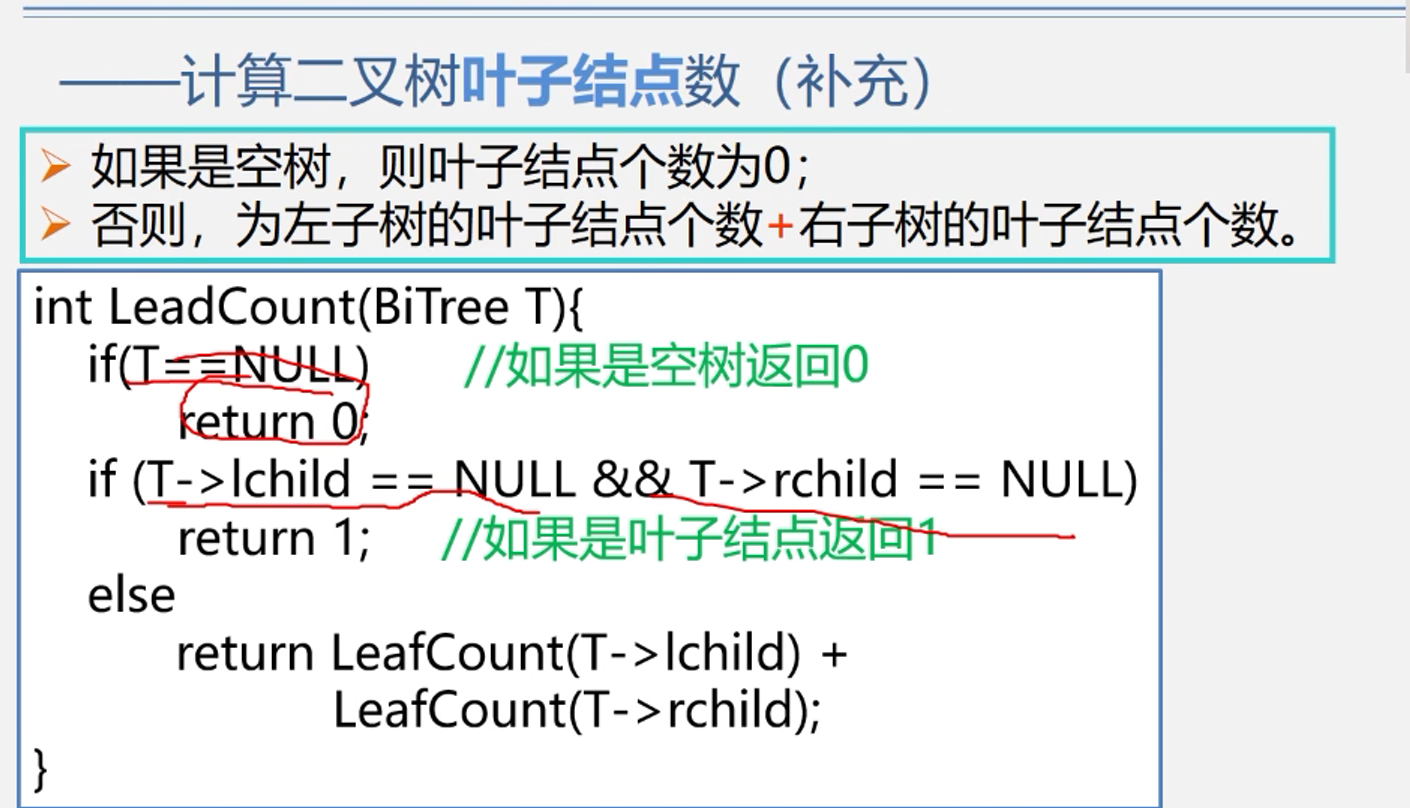 ——计算二叉树叶子结点数（补充）
➢ 如果是空树，则叶子结点个数为0；
➢ 否则，为左子树的叶子结点个数+右子树的叶子结点个数。
int LeadCount(BiTree T){
if(T==NULL) //如果是空树返回0
return 0;
if (T->lchild == NULL && T->rchild == NULL)
return 1; //如果是叶子结点返回1
else
return LeafCount(T->lchild) +
LeafCount(T->rchild);
}